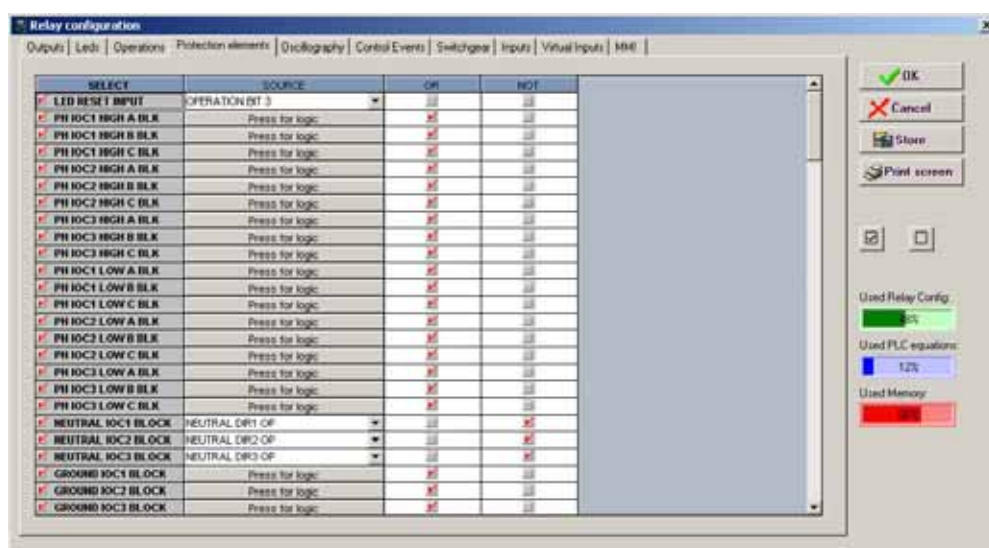 Relay configuration
Outputs | Leds | Operations | Protection elements | Oscillography | Control Events | Switchgear | Inputs | Virtual Inputs | MMI |
SELECT SOURCE OR NOT
LED RESET INPUT OPERATION BIT 3
PH IOC1 HIGH A BLK Press for logic
PH IOC1 HIGH B BLK Press for logic
PH IOC1 HIGH C BLK Press for logic
PH IOC2 HIGH A BLK Press for logic
PH IOC2 HIGH B BLK Press for logic
PH IOC2 HIGH C BLK Press for logic
PH IOC3 HIGH A BLK Press for logic
PH IOC3 HIGH B BLK Press for logic
PH IOC3 HIGH C BLK Press for logic
PH IOC1 LOW A BLK Press for logic
PH IOC1 LOW B BLK Press for logic
PH IOC1 LOW C BLK Press for logic
PH IOC2 LOW A BLK Press for logic
PH IOC2 LOW B BLK Press for logic
PH IOC2 LOW C BLK Press for logic
PH IOC3 LOW A BLK Press for logic
PH IOC3 LOW B BLK Press for logic
PH IOC3 LOW C BLK Press for logic
NEUTRAL IOC1 BLOCK NEUTRAL DIR1 OP
NEUTRAL IOC2 BLOCK NEUTRAL DIR2 OP
NEUTRAL IOC3 BLOCK NEUTRAL DIR3 OP
GROUND IOC1 BLOCK Press for logic
GROUND IOC2 BLOCK Press for logic
GROUND IOC3 BLOCK Press for logic
OK
Cancel
Store
Print screen
Used Relay Config.
Used PLC equations:
12%
Used Memory